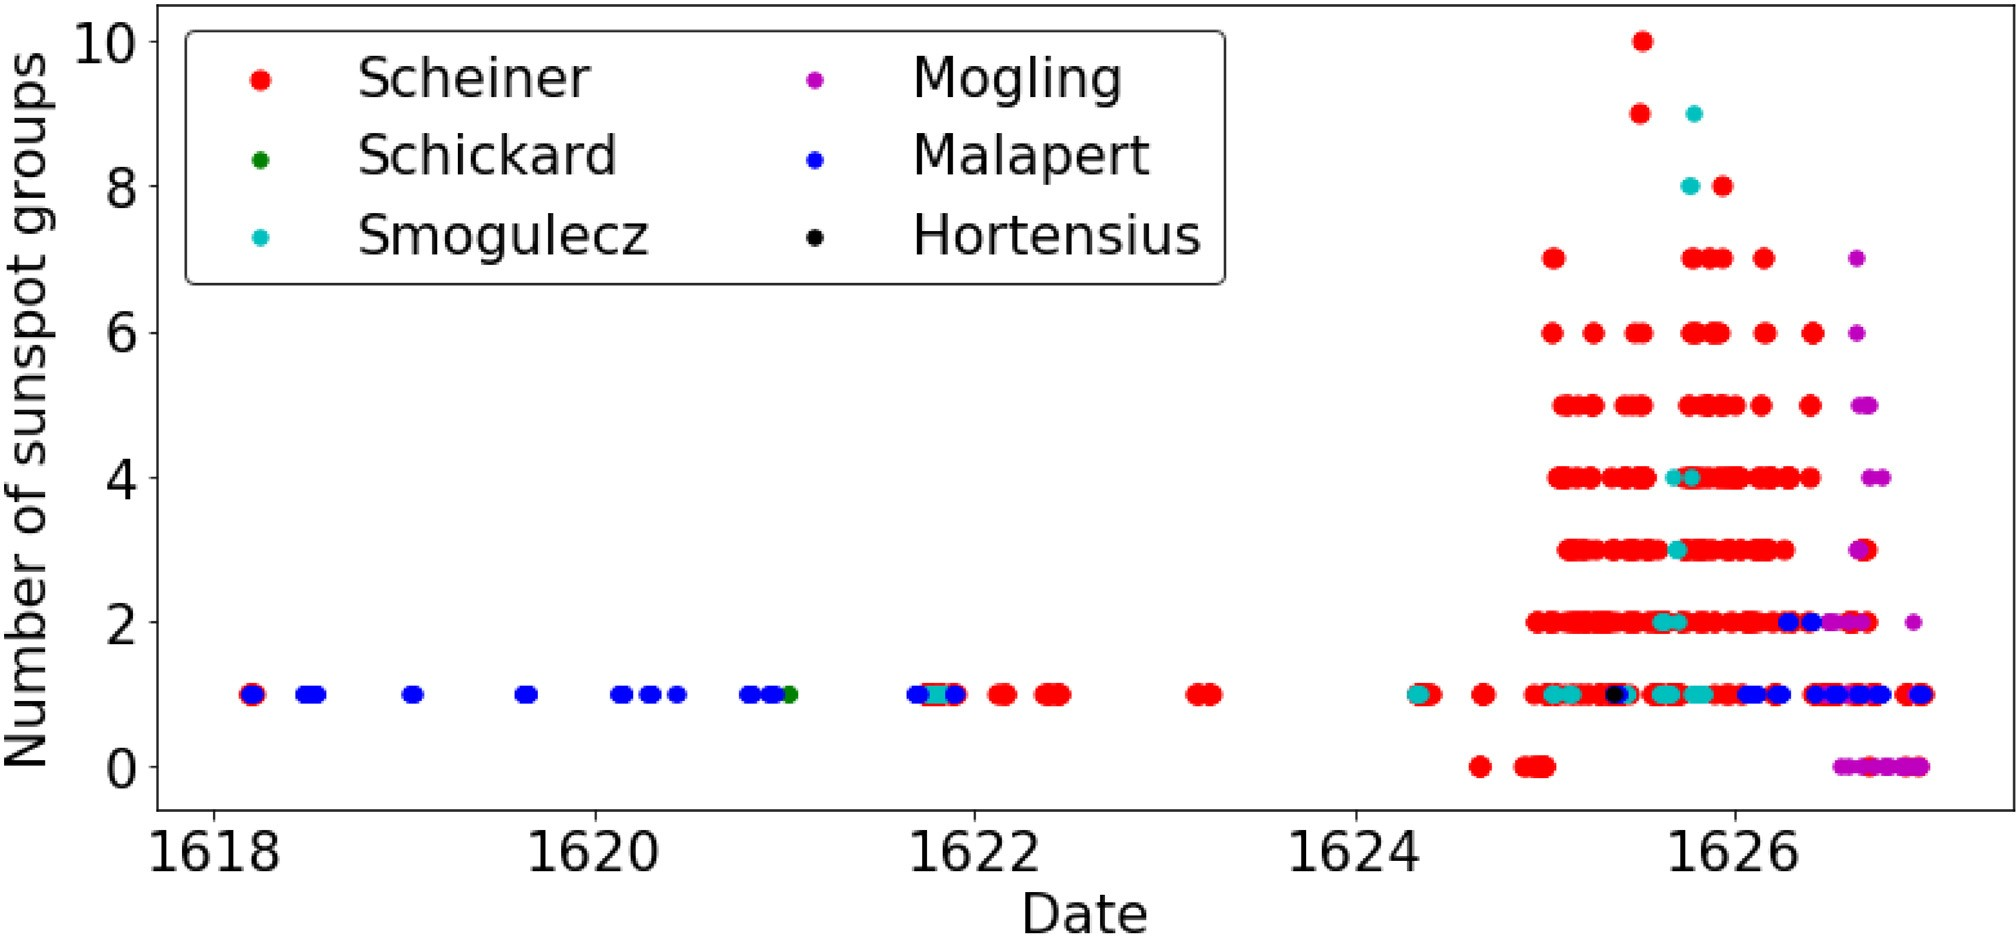 Number of sunspot groups
10
8
6
4
2
0
Scheiner
Schickard
Smogulecz
Mogling
Malapert
Hortensius
1618 1620 1622 1624 1626
Date